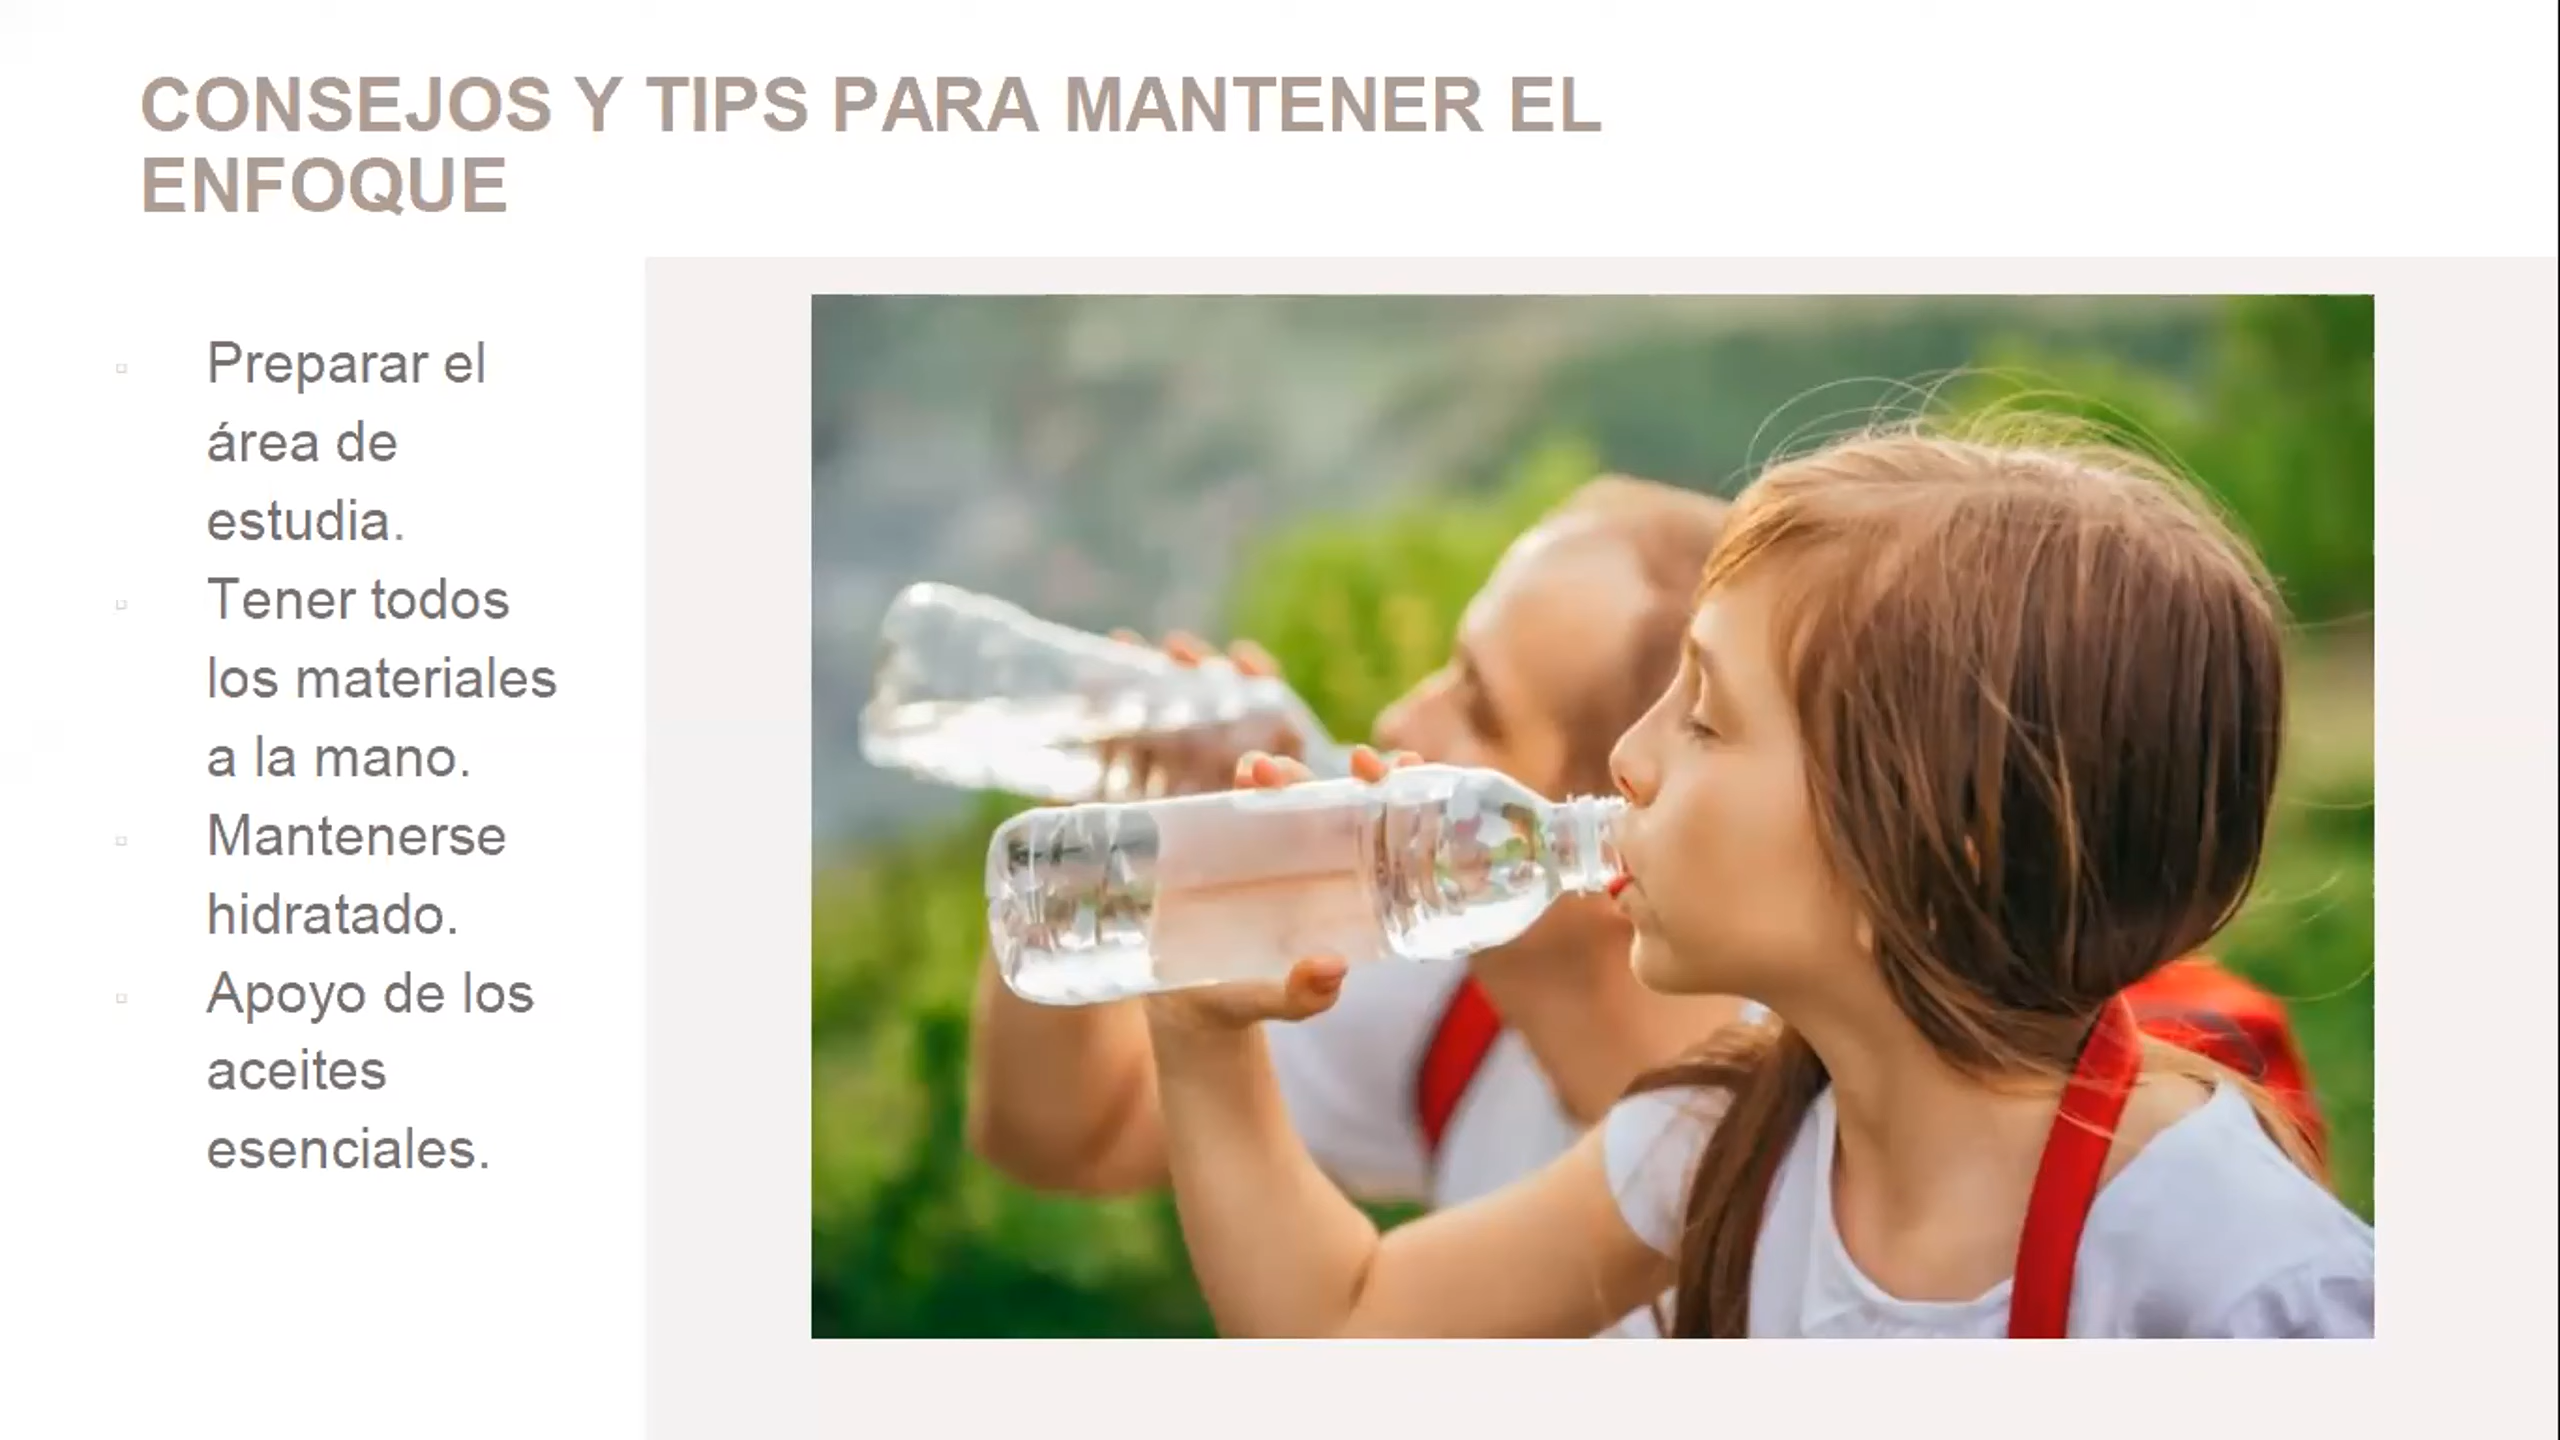 CONSEJOS Y TIPS PARA MANTENER EL
ENFOQUE
Preparar el
área de
estudia.
Tener todos
los materiales
a la mano.
Mantenerse
hidratado.
Apoyo de los
aceites
esenciales.